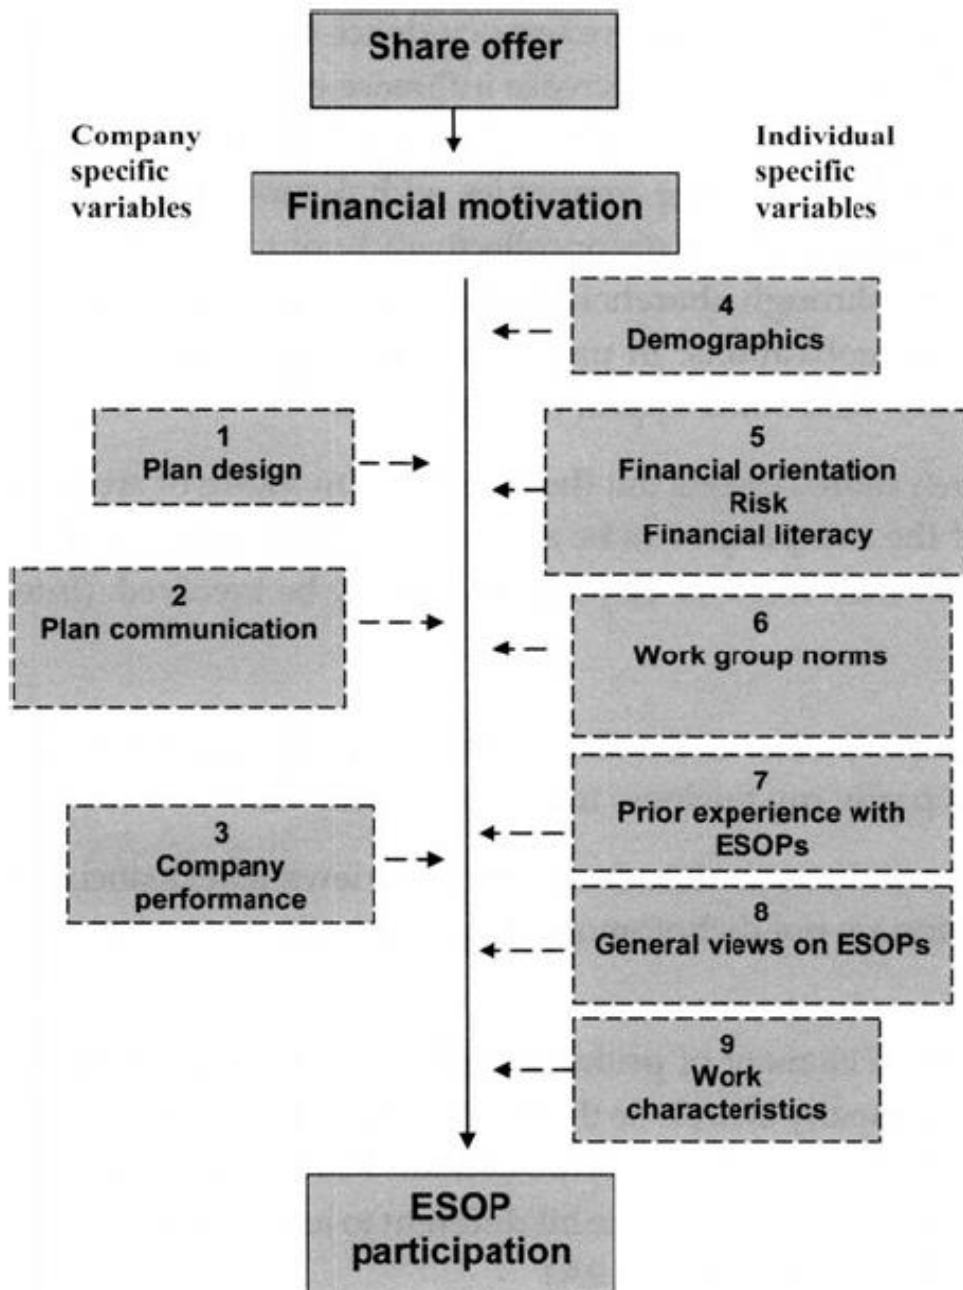 Share offer
Company
specific
variables
Individual
specific
variables
Financial motivation
4
Demographics
1
Plan design
5
Financial orientation
Risk
Financial literacy
2
Plan communication
6
Work group norms
7
Prior experience with
ESOPs
3
Company
performance
8
General views on ESOPs
9
Work
characteristics
ESOP
participation